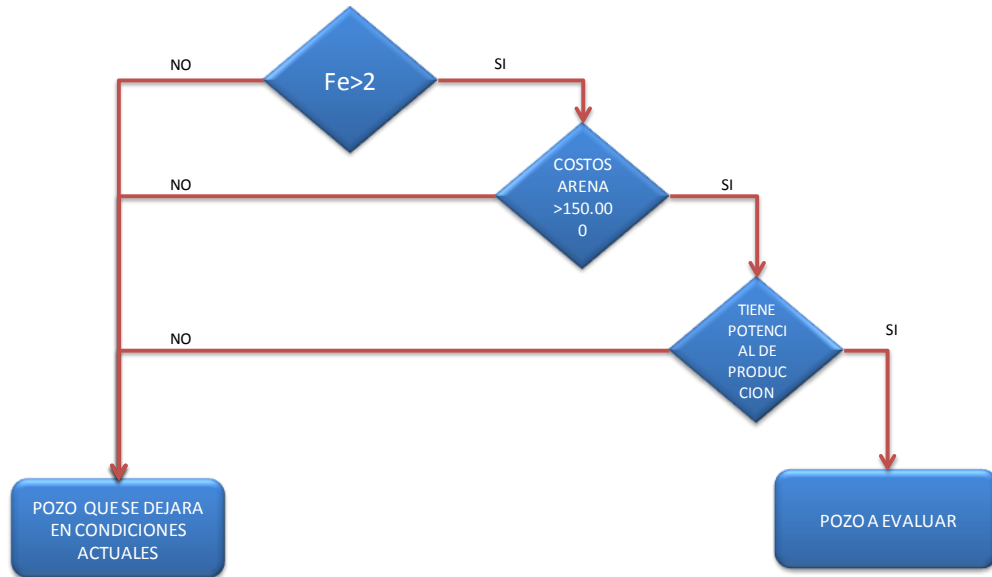 NO
Fe>2
SI
COSTOS
ARENA
>150.00
0
NO
SI
TIENE
POTENCI
AL DE
PRODUC
CION
NO
SI
POZO QUE SE DEJARA
EN CONDICIONES
ACTUALES
POZO A EVALUAR